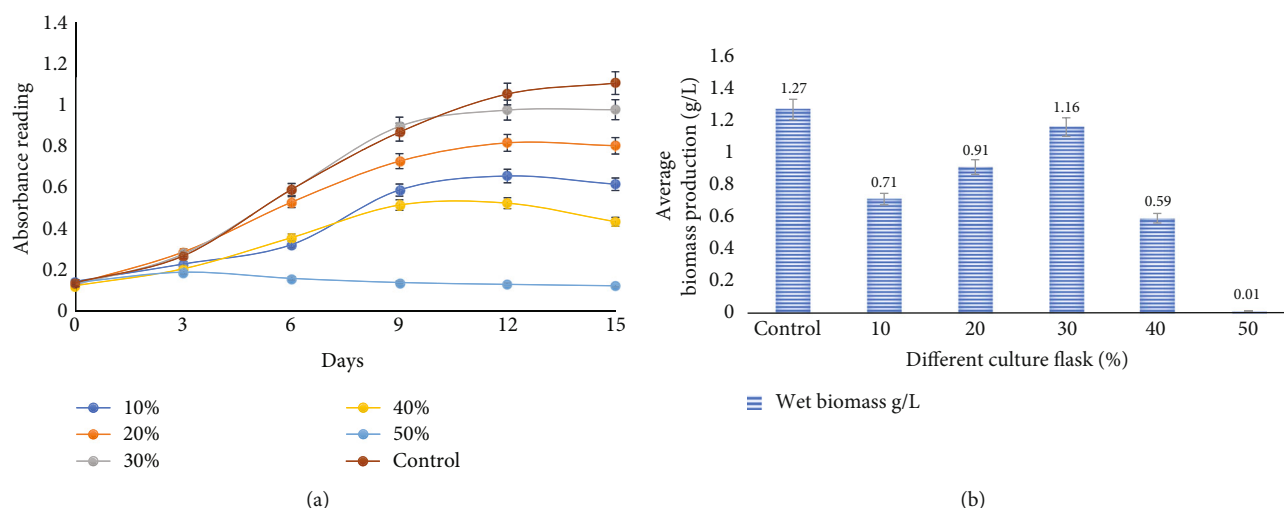 Absorbance reading
1.4
1.2
1
0.8
0.6
0.4
0.2
0
0 3 6 9 12 15
Days
10% 40%
20% 50%
30% Control
(a)
Average
biomass production (g/L)
1.6
1.4
1.2
1
0.8
0.6
0.4
0.2
0
1.27
0.71
0.91
1.16
0.59
0.01
Control 10 20 30 40 50
Different culture flask (%)
Wet biomass g/L
(b)